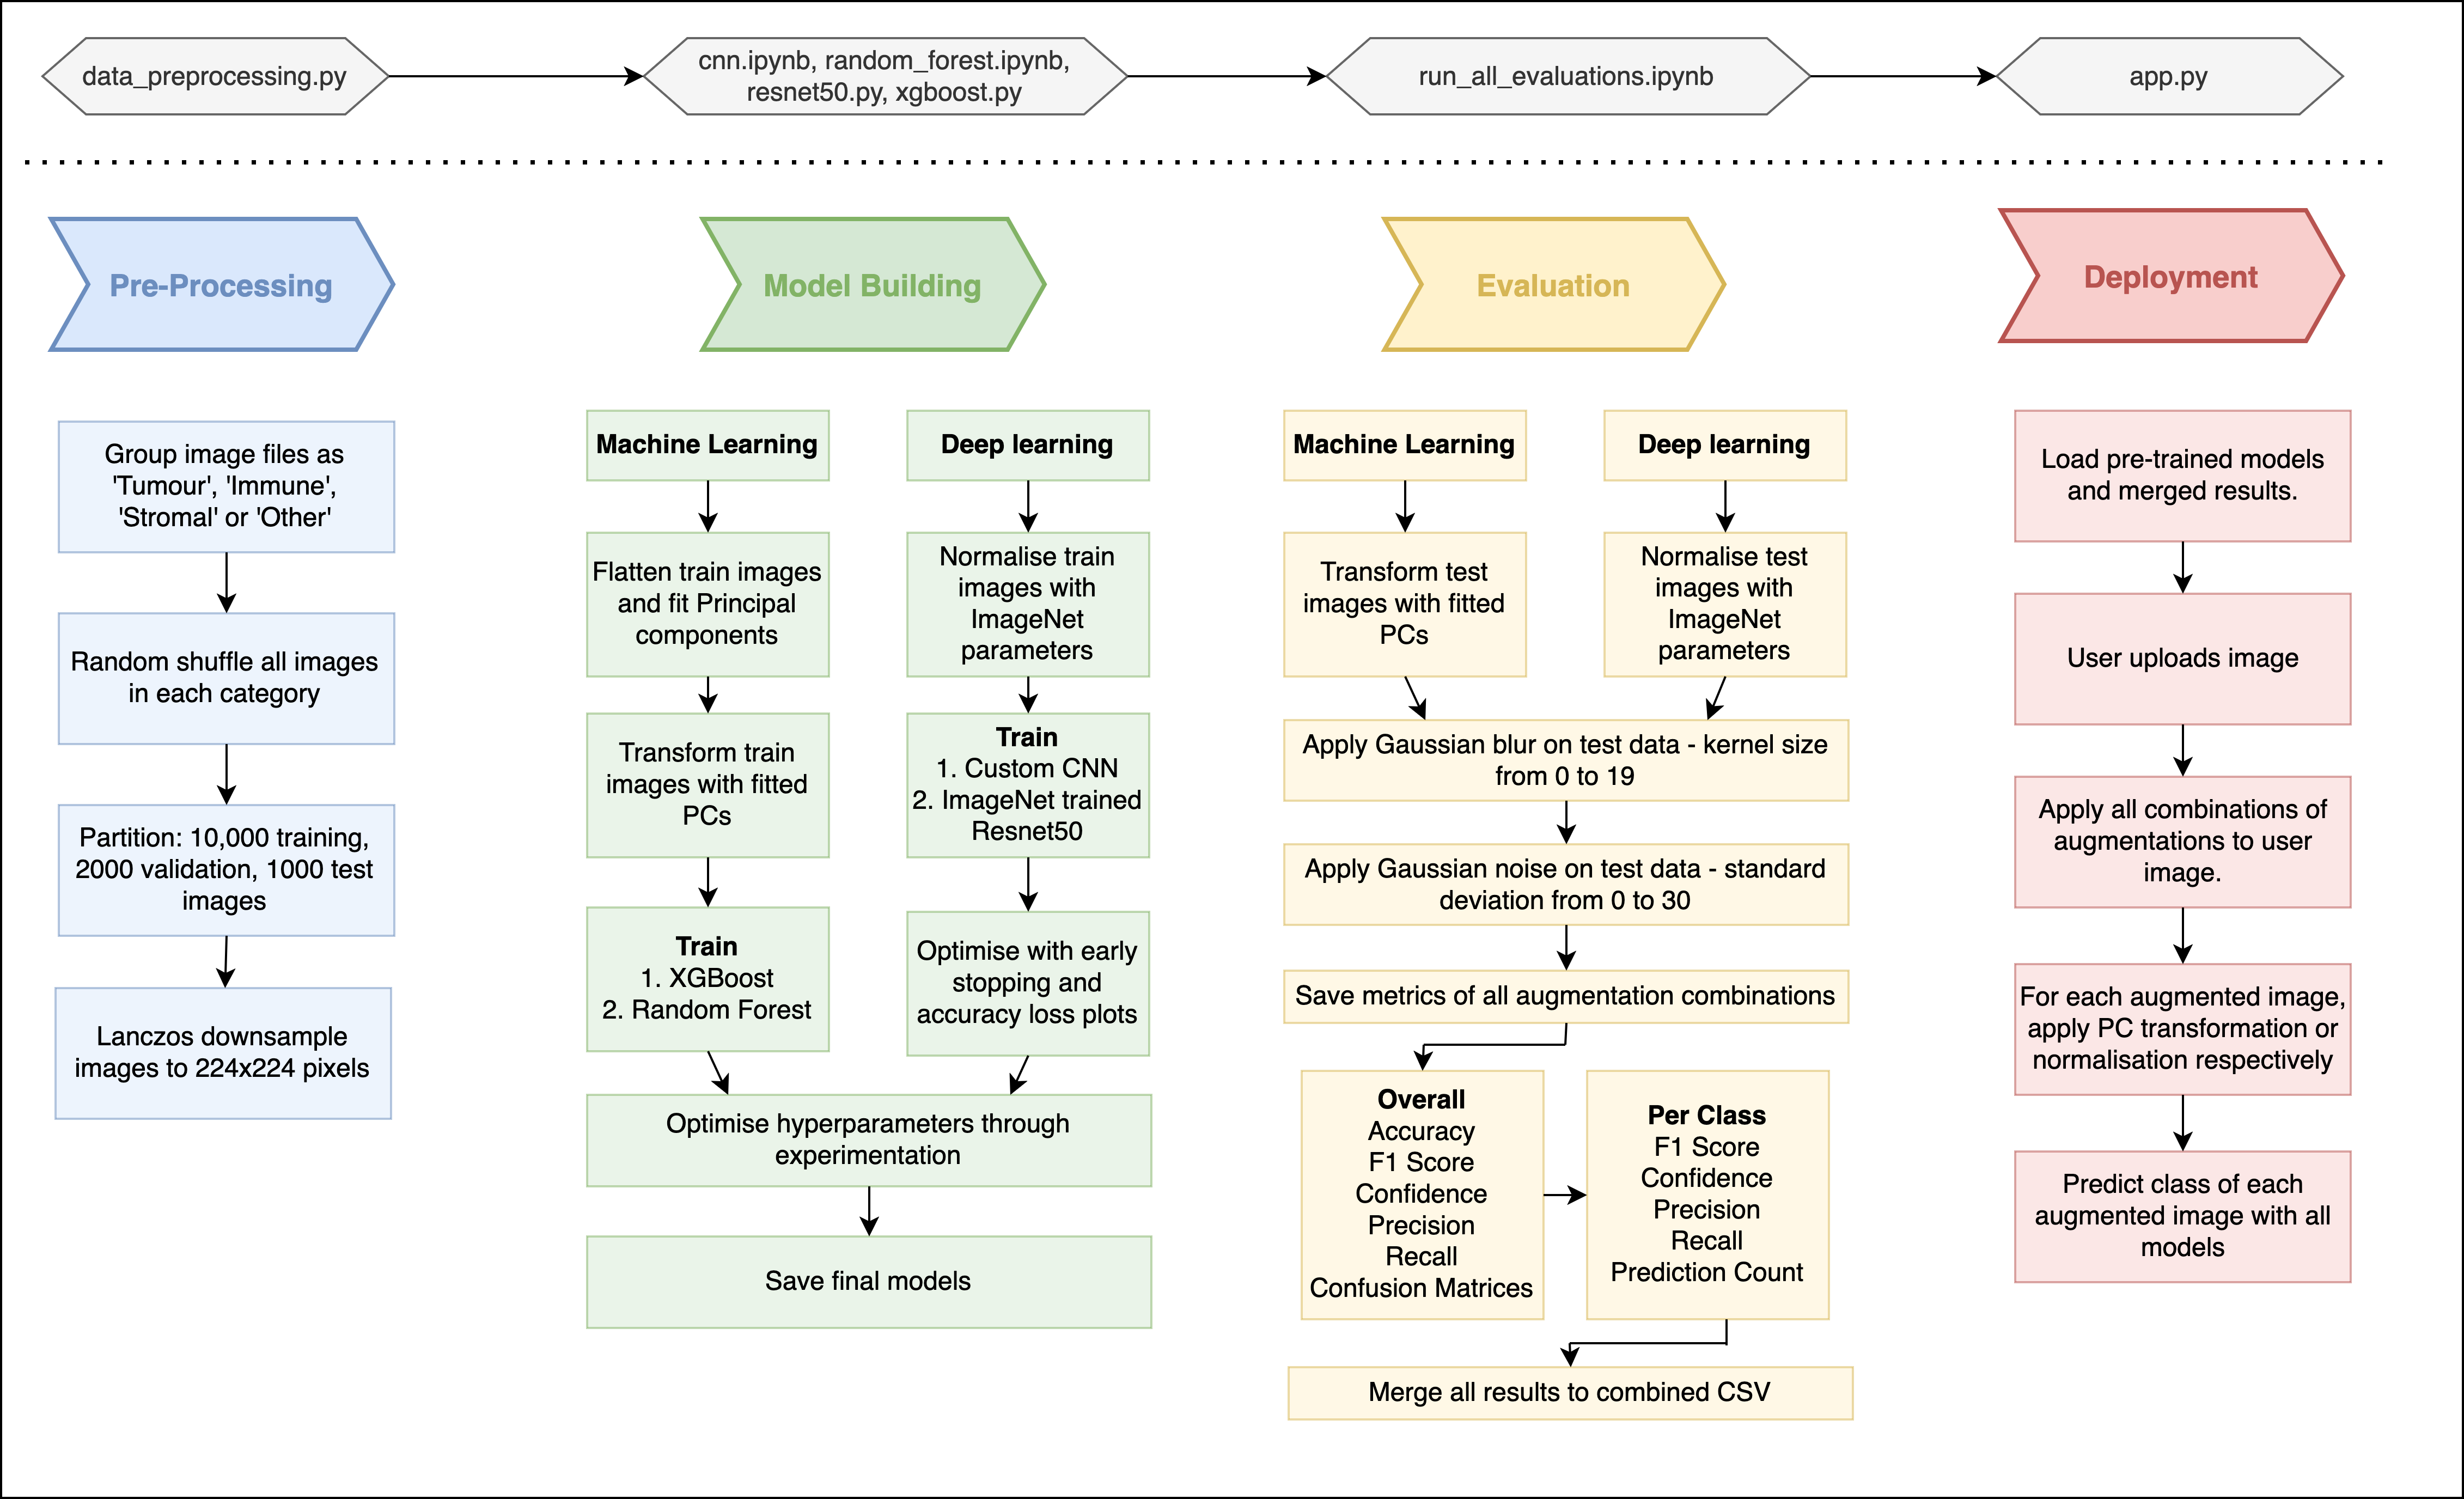 data_preprocessing.py
cnn.ipynb, random_forest.ipynb,
resnet50.py, xgboost.py
run_all_evaluations.ipynb
app.py
Pre-Processing
Model Building
Evaluation
Deployment
Group image files as
'Tumour', 'Immune',
'Stromal' or 'Other'
Random shuffle all images
in each category
Partition: 10,000 training,
2000 validation, 1000 test
images
Lanczos downsample
images to 224x224 pixels
Machine Learning
Flatten train images
and fit Principal
components
Transform train
images with fitted
PCs
Train
1. XGBoost
2. Random Forest
Deep learning
Normalise train
images with
ImageNet
parameters
Train
1. Custom CNN
2. ImageNet trained
Resnet50
Optimise with early
stopping and
accuracy loss plots
Optimise hyperparameters through
experimentation
Save final models
Machine Learning
Transform test
images with fitted
PCs
Deep learning
Normalise test
images with
ImageNet
parameters
Apply Gaussian blur on test data - kernel size
from 0 to 19
Apply Gaussian noise on test data - standard
deviation from 0 to 30
Save metrics of all augmentation combinations
Overall
Accuracy
F1 Score
Confidence
Precision
Recall
Confusion Matrices
Per Class
F1 Score
Confidence
Precision
Recall
Prediction Count
Merge all results to combined CSV
Load pre-trained models
and merged results.
User uploads image
Apply all combinations of
augmentations to user
image.
For each augmented image,
apply PC transformation or
normalisation respectively
Predict class of each
augmented image with all
models